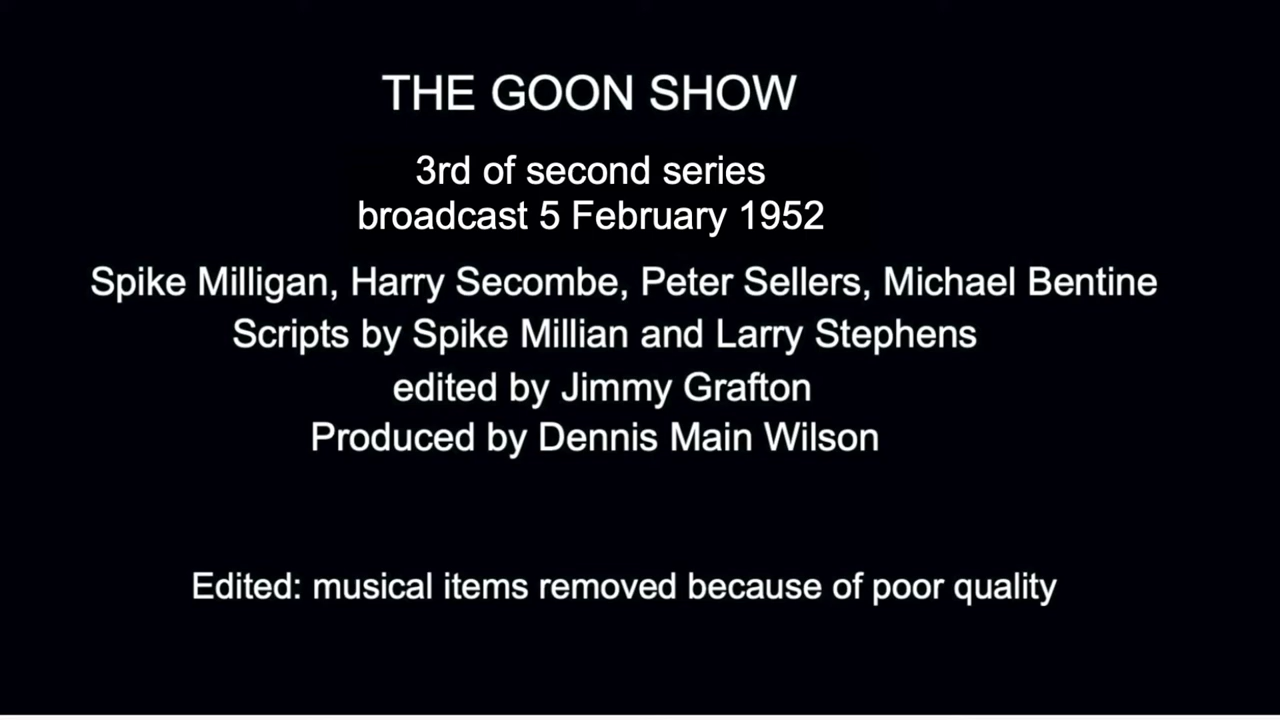 THE GOON SHOW
3rd of second series
broadcast 5 February 1952
Spike Milligan, Harry Secombe, Peter Sellers, Michael Bentine
Scripts by Spike Millian and Larry Stephens
edited by Jimmy Grafton
Produced by Dennis Main Wilson
Edited: musical items removed because of poor quality